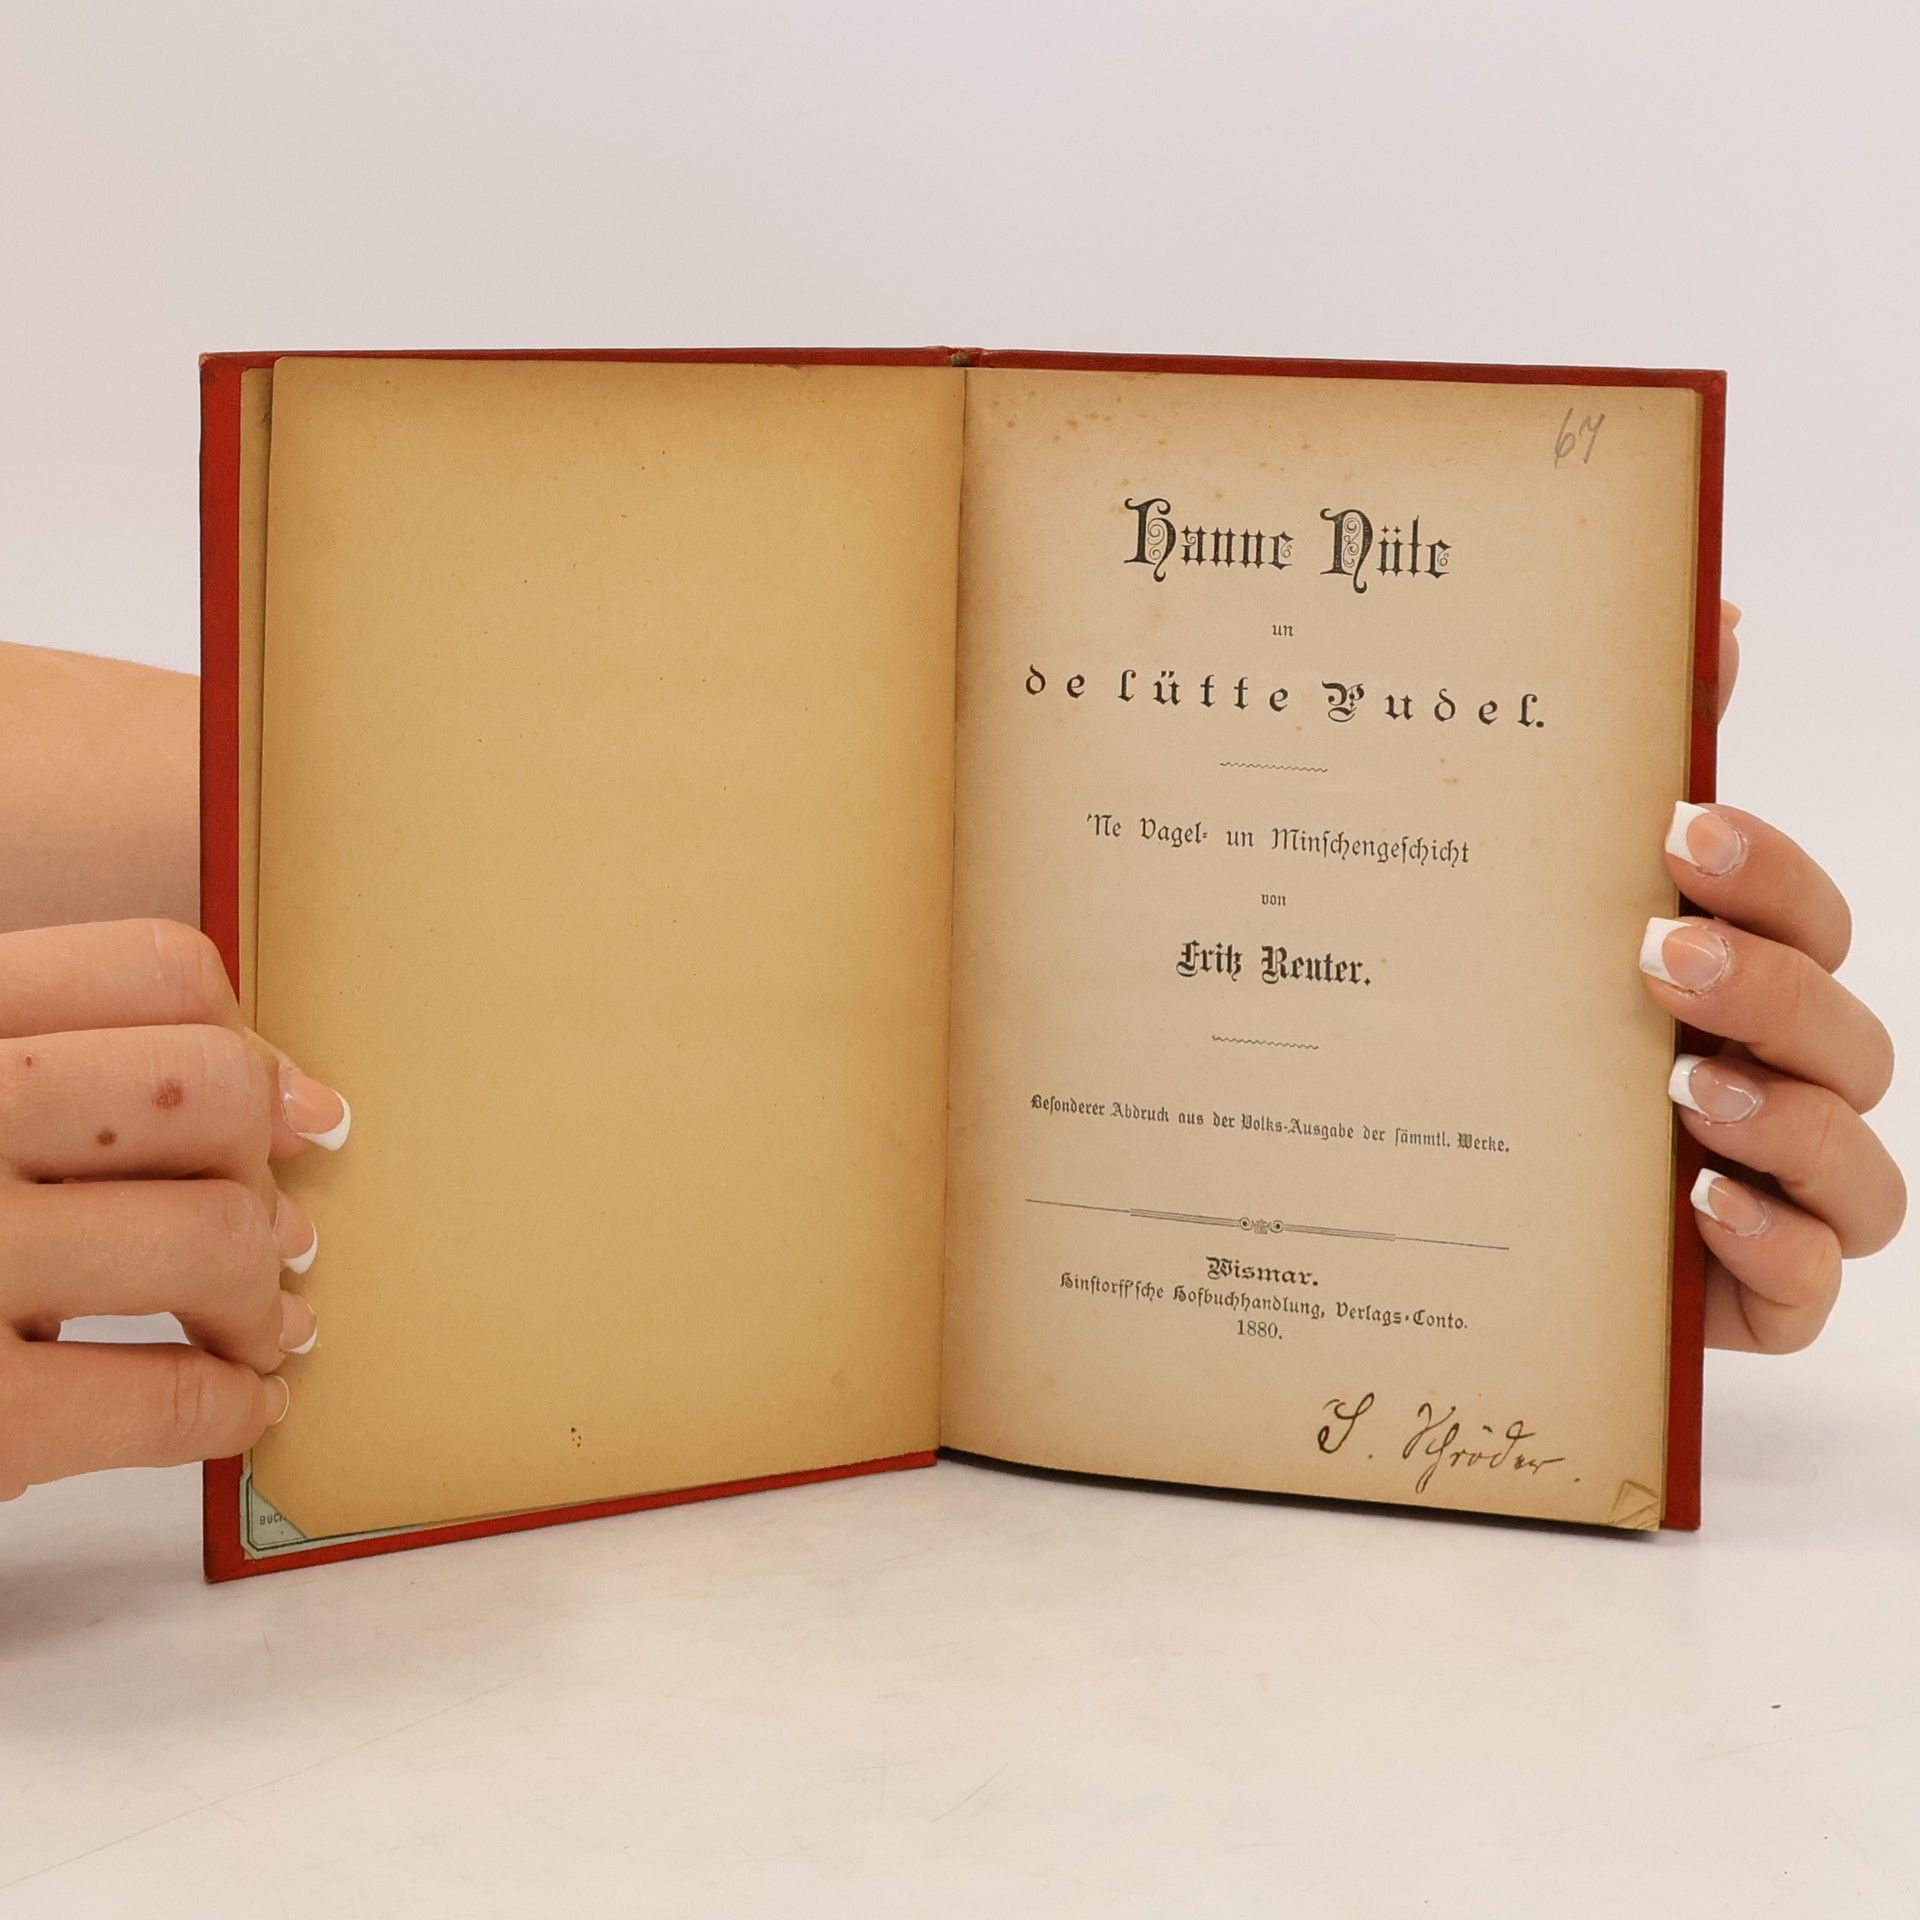 67
Hanne Nüte
un
de lütte Pudel.
'Ne Vagel- un Minschengeschicht
von
Fritz Reuter.
Besonderer Abdruck aus der Volks-Ausgabe der sämmtl. Werke.
Wismar.
Hinstorff'sche Hofbuchhandlung, Verlags-Conto.
1880.
S. Schröder.